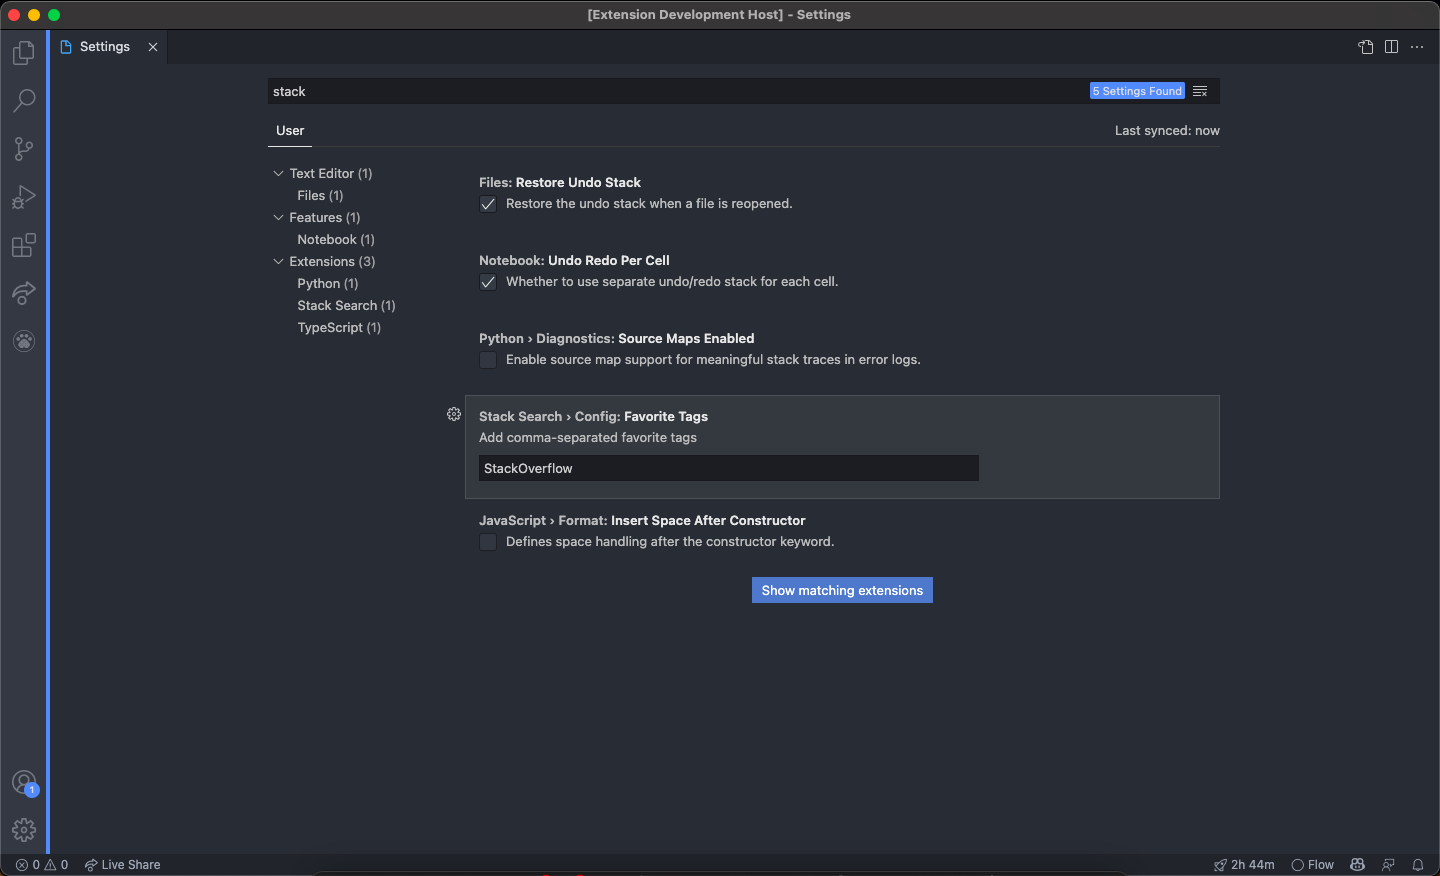 [Extension Development Host] - Settings
Settings
stack
5 Settings Found
User
Last synced: now
Text Editor (1)
Files (1)
Features (1)
Notebook (1)
Extensions (3)
Python (1)
Stack Search (1)
TypeScript (1)
Files: Restore Undo Stack
Restore the undo stack when a file is reopened.
Notebook: Undo Redo Per Cell
Whether to use separate undo/redo stack for each cell.
Python › Diagnostics: Source Maps Enabled
Enable source map support for meaningful stack traces in error logs.
Stack Search › Config: Favorite Tags
Add comma-separated favorite tags
StackOverflow
JavaScript › Format: Insert Space After Constructor
Defines space handling after the constructor keyword.
Show matching extensions
1
0 0 Live Share
2h 44m Flow